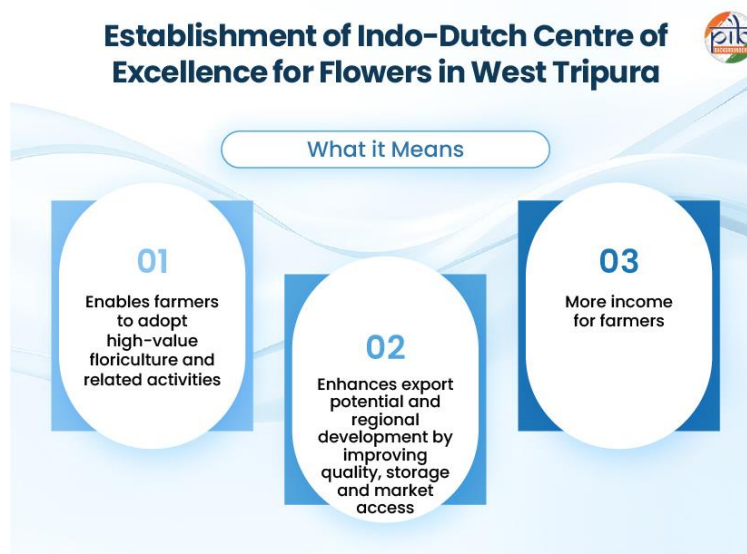 Establishment of Indo-Dutch Centre of
Excellence for Flowers in West Tripura
pib
What it Means
01
Enables farmers
to adopt
high-value
floriculture and
related activities
02
Enhances export
potential and
regional
development by
improving
quality, storage
and market
access
03
More income
for farmers